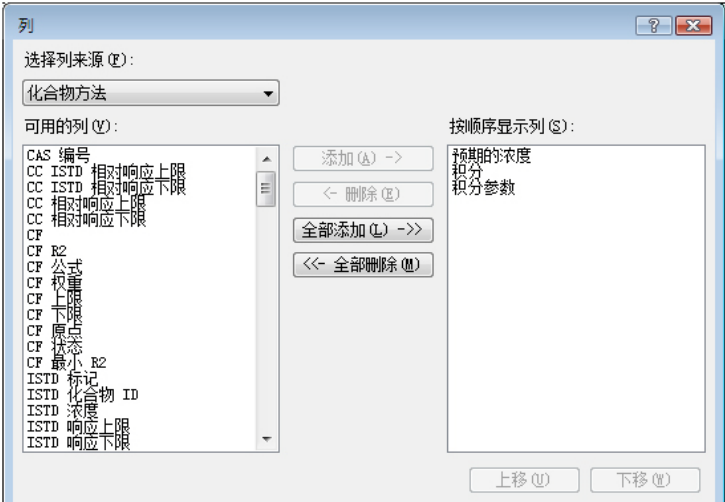 列
选择列来源(F):
化合物方法
可用的列(V):
CAS 编号
CC ISTD 相对响应上限
CC ISTD 相对响应下限
CC 相对响应上限
CC 相对响应下限
CF
CF R2
CF 公式
CF 权重
CF 上限
CF 下限
CF 原点
CF 状态
CF 最小 R2
ISTD 标记
ISTD 化合物 ID
ISTD 浓度
ISTD 响应上限
ISTD 响应下限
添加(A) ->
<- 删除(E)
全部添加(L) ->>
<<- 全部删除(M)
按顺序显示列(S):
预期的浓度
积分
积分参数
上移(U)
下移(W)